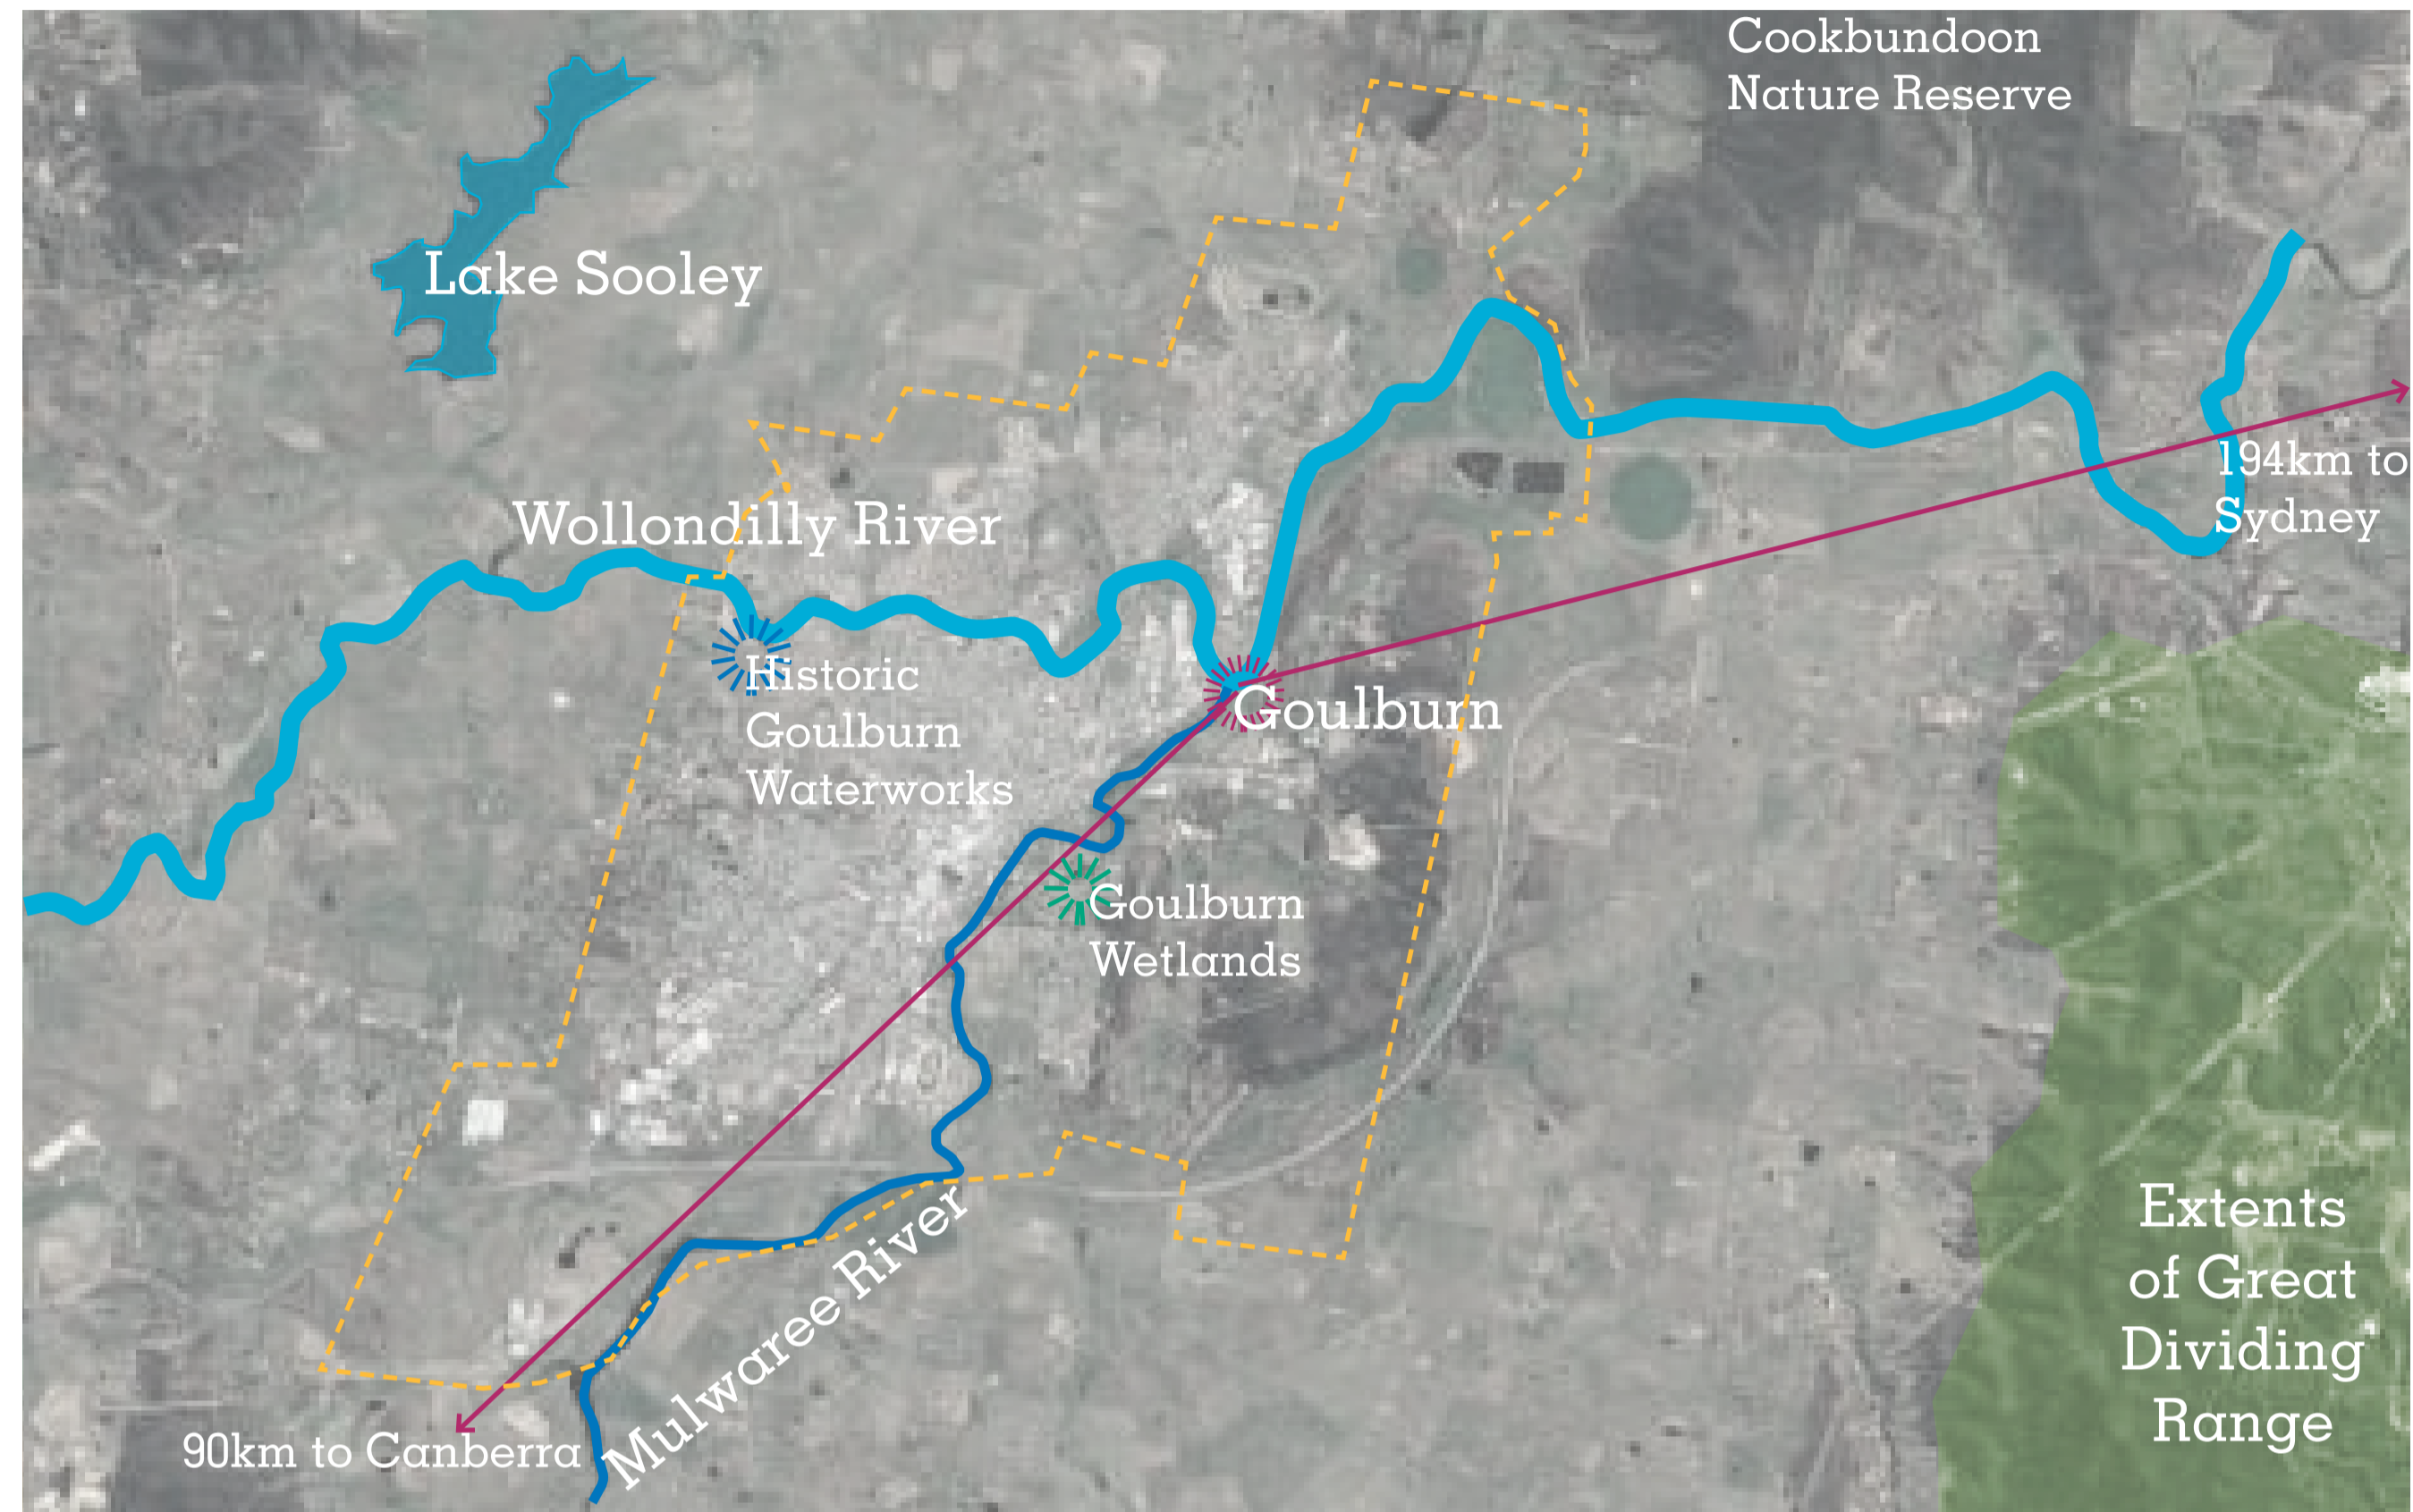 Cookbundoon
Nature Reserve
Lake Sooley
194km to
Sydney
Wollondilly River
Historic
Goulburn
Waterworks
Goulburn
Goulburn
Wetlands
Extents
of Great
Dividing
Range
Mulwaree River
90km to Canberra